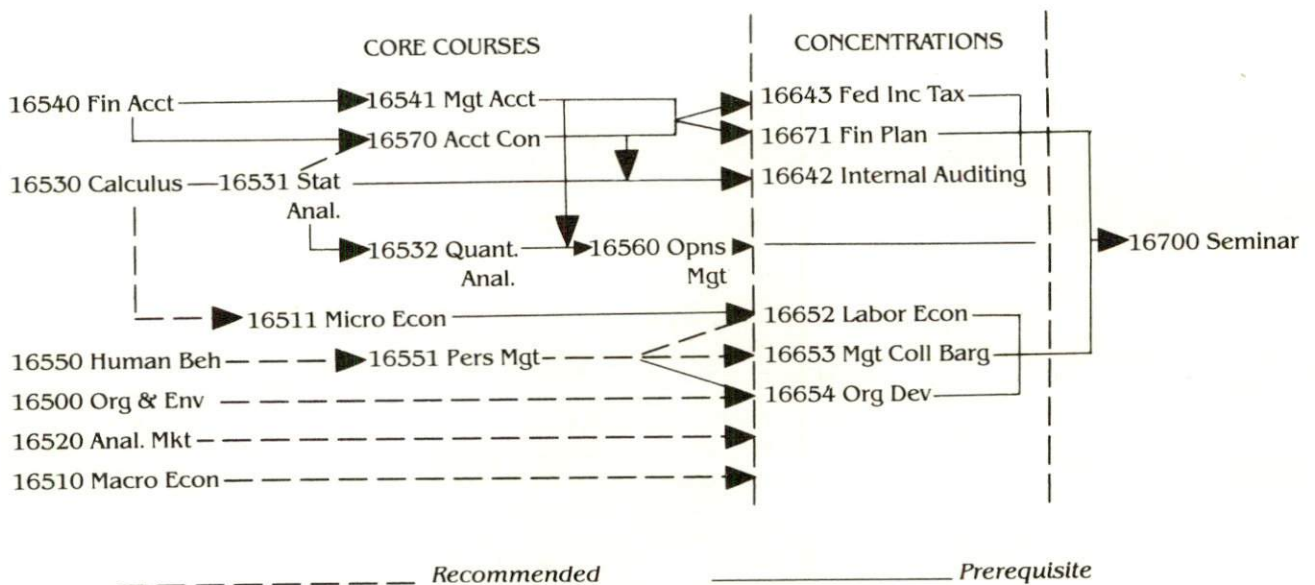 CORE COURSES
CONCENTRATIONS
16540 Fin Acct
16541 Mgt Acct
16643 Fed Inc Tax
16570 Acct Con
16671 Fin Plan
16530 Calculus
16531 Stat
Anal.
16642 Internal Auditing
16532 Quant.
Anal.
16560 Opns
Mgt
16700 Seminar
16511 Micro Econ
16652 Labor Econ
16550 Human Beh
16551 Pers Mgt
16653 Mgt Coll Barg
16500 Org & Env
16654 Org Dev
16520 Anal. Mkt
16510 Macro Econ
Recommended
Prerequisite